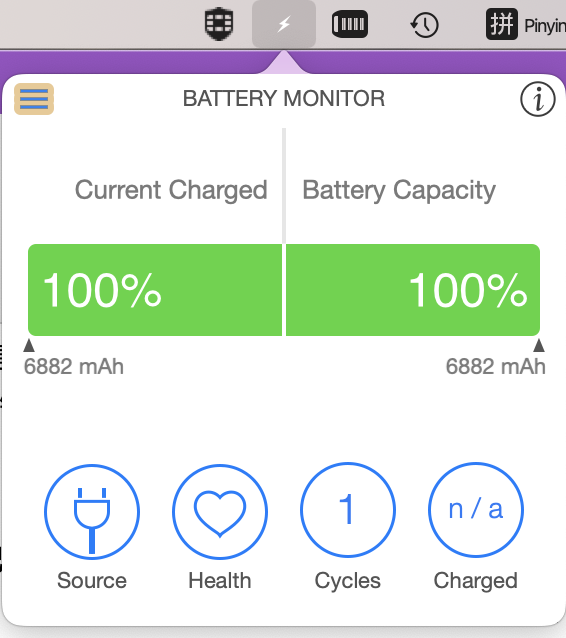 拼 Pinyin
BATTERY MONITOR
Current Charged
Battery Capacity
100%
100%
6882 mAh
6882 mAh
1
n / a
Source
Health
Cycles
Charged